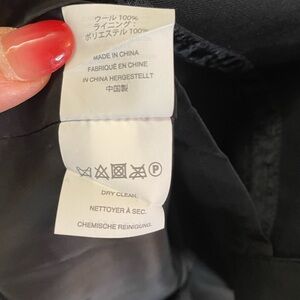 ウール 100%
ライニング:
ポリエステル 100%
MADE IN CHINA
FABRIQUÉ EN CHINE
IN CHINA HERGESTELLT
中国製
P
DRY CLEAN.
NETTOYER À SEC.
CHEMISCHE REINIGUNG.